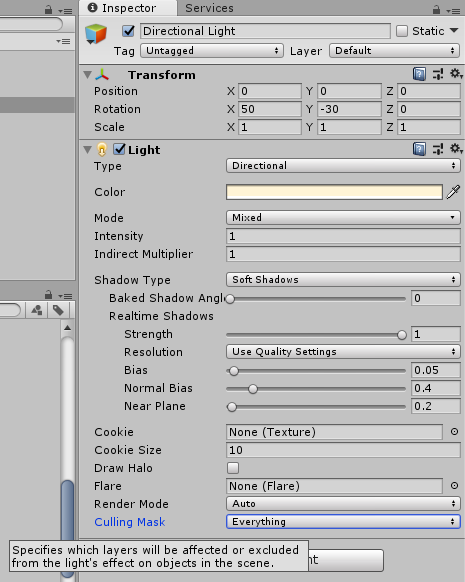 Inspector Services
Directional Light Static
Tag Untagged Layer Default
Transform
Position X 0 Y 0 Z 0
Rotation X 50 Y -30 Z 0
Scale X 1 Y 1 Z 1
Light
Type Directional
Color
Mode Mixed
Intensity 1
Indirect Multiplier 1
Shadow Type Soft Shadows
Baked Shadow Angl 0
Realtime Shadows
Strength 1
Resolution Use Quality Settings
Bias 0.05
Normal Bias 0.4
Near Plane 0.2
Cookie None (Texture)
Cookie Size 10
Draw Halo
Flare None (Flare)
Render Mode Auto
Culling Mask Everything
Specifies which layers will be affected or excluded
from the light's effect on objects in the scene.